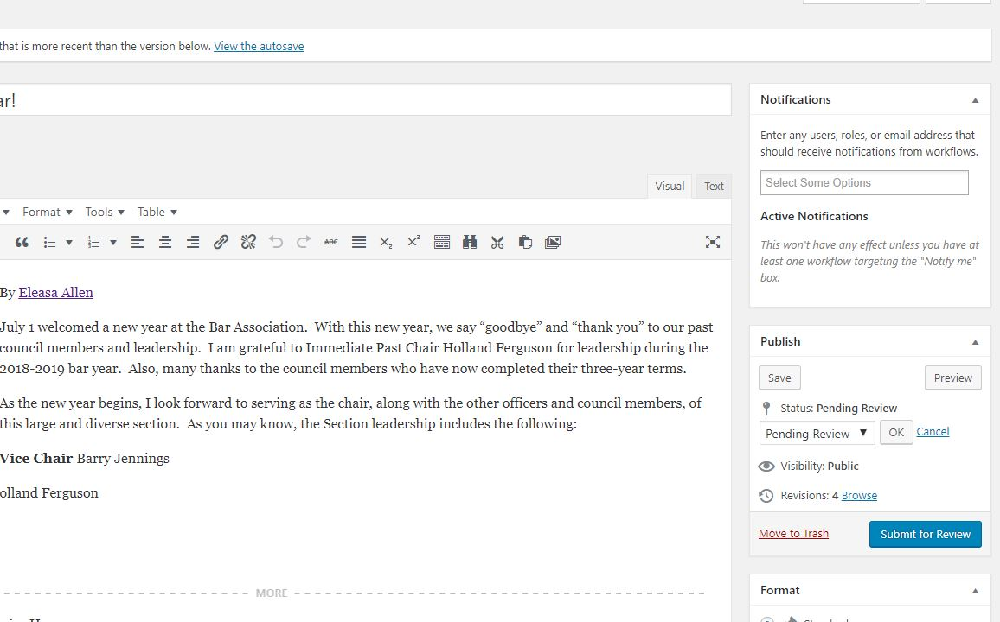 that is more recent than the version below. View the autosave
ar!
Visual Text
Format Tools Table
ABC
By Eleasa Allen
July 1 welcomed a new year at the Bar Association.  With this new year, we say “goodbye” and “thank you” to our past
council members and leadership.  I am grateful to Immediate Past Chair Holland Ferguson for leadership during the
2018-2019 bar year.  Also, many thanks to the council members who have now completed their three-year terms.
As the new year begins, I look forward to serving as the chair, along with the other officers and council members, of
this large and diverse section.  As you may know, the Section leadership includes the following:
Vice Chair Barry Jennings
olland Ferguson
MORE
Notifications
Enter any users, roles, or email address that
should receive notifications from workflows.
Select Some Options
Active Notifications
This won't have any effect unless you have at
least one workflow targeting the "Notify me"
box.
Publish
Save Preview
Status: Pending Review
Pending Review OK Cancel
Visibility: Public
Revisions: 4 Browse
Move to Trash Submit for Review
Format